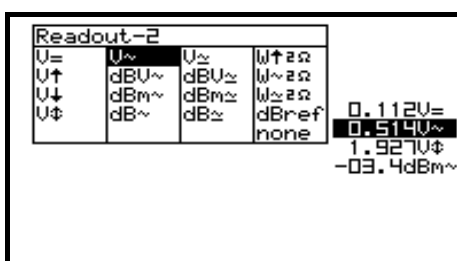 Readout-2
V= V~ V≃ W↑2Ω
V↑ dBV~ dBV≃ W~2Ω
V↓ dBm~ dBm≃ W≃2Ω
V⇕ dB~ dB≃ dBref
none
0.112V=
0.514V~
1.927V⇕
-03.4dBm~